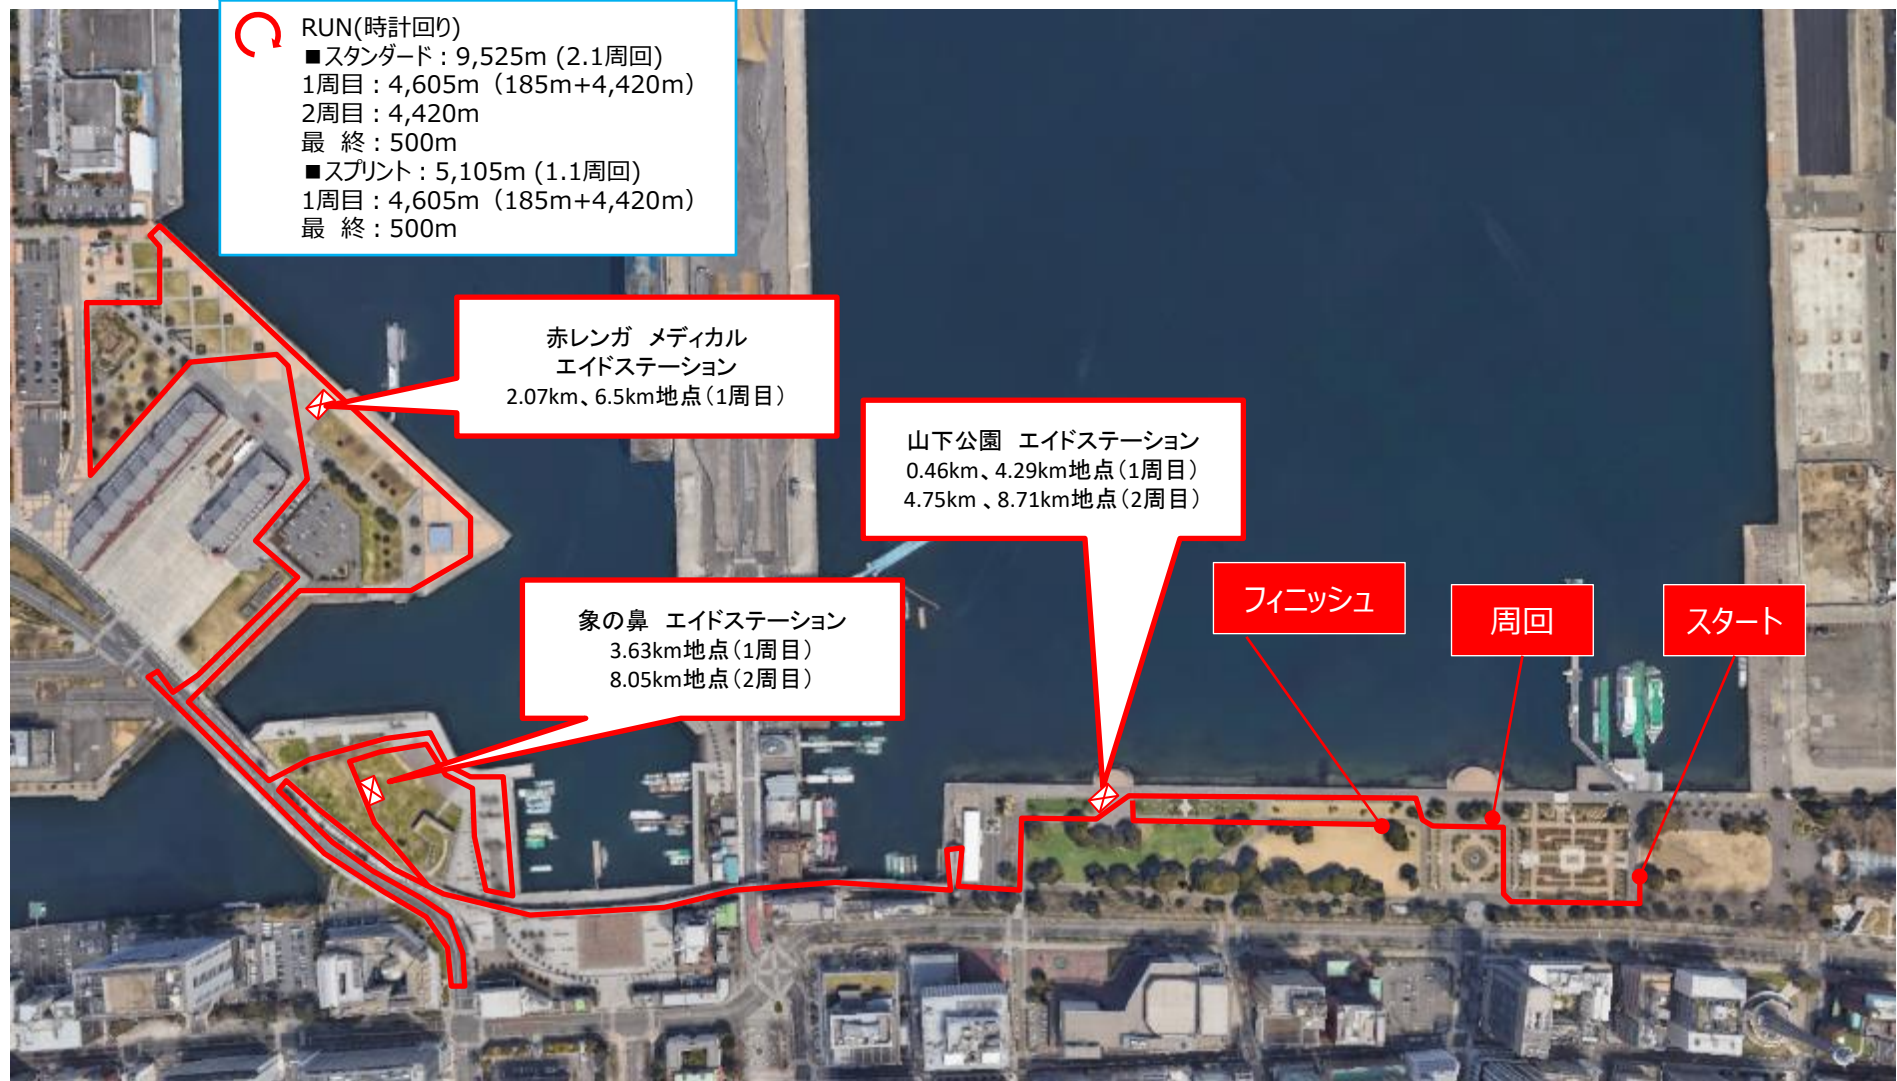 RUN(時計回り)
■スタンダード：9,525m (2.1周回)
1周目：4,605m（185m+4,420m）
2周目：4,420m
最　終：500m
■スプリント：5,105m (1.1周回)
1周目：4,605m（185m+4,420m）
最　終：500m
赤レンガ　メディカル
エイドステーション
2.07km、6.5km地点（1周目）
山下公園　エイドステーション
0.46km、4.29km地点（1周目）
4.75km 、8.71km地点（2周目）
象の鼻　エイドステーション
3.63km地点（1周目）
8.05km地点（2周目）
フィニッシュ
周回
スタート